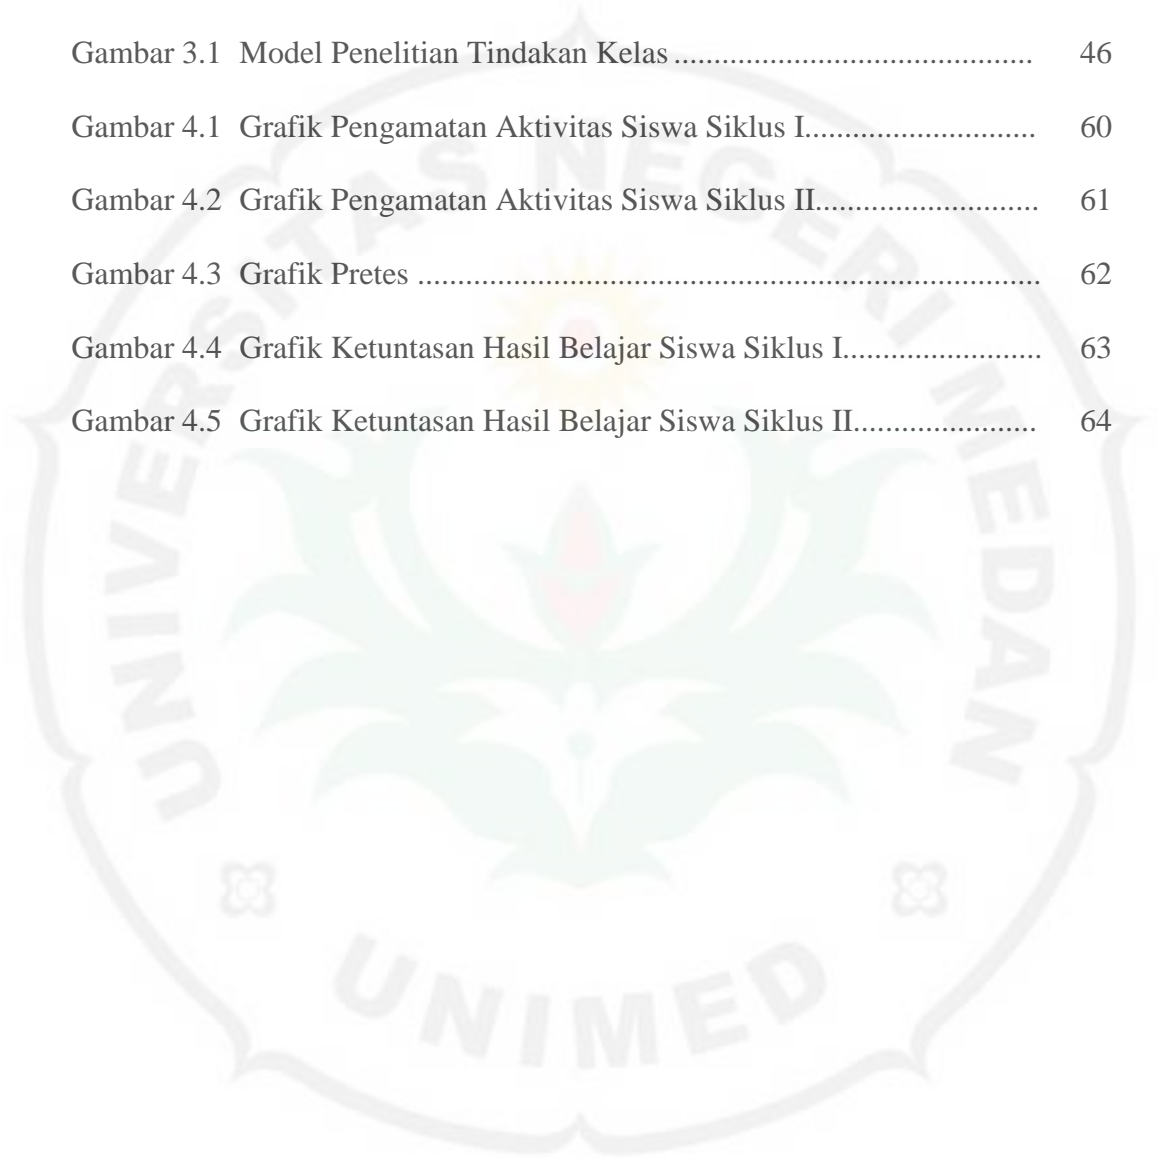 Gambar 3.1 Model Penelitian Tindakan Kelas ............................................. 46
Gambar 4.1 Grafik Pengamatan Aktivitas Siswa Siklus I............................. 60
Gambar 4.2 Grafik Pengamatan Aktivitas Siswa Siklus II............................ 61
Gambar 4.3 Grafik Pretes .............................................................................. 62
Gambar 4.4 Grafik Ketuntasan Hasil Belajar Siswa Siklus I......................... 63
Gambar 4.5 Grafik Ketuntasan Hasil Belajar Siswa Siklus II....................... 64
UNIVERSITAS NEGERI MEDAN
UNIMED